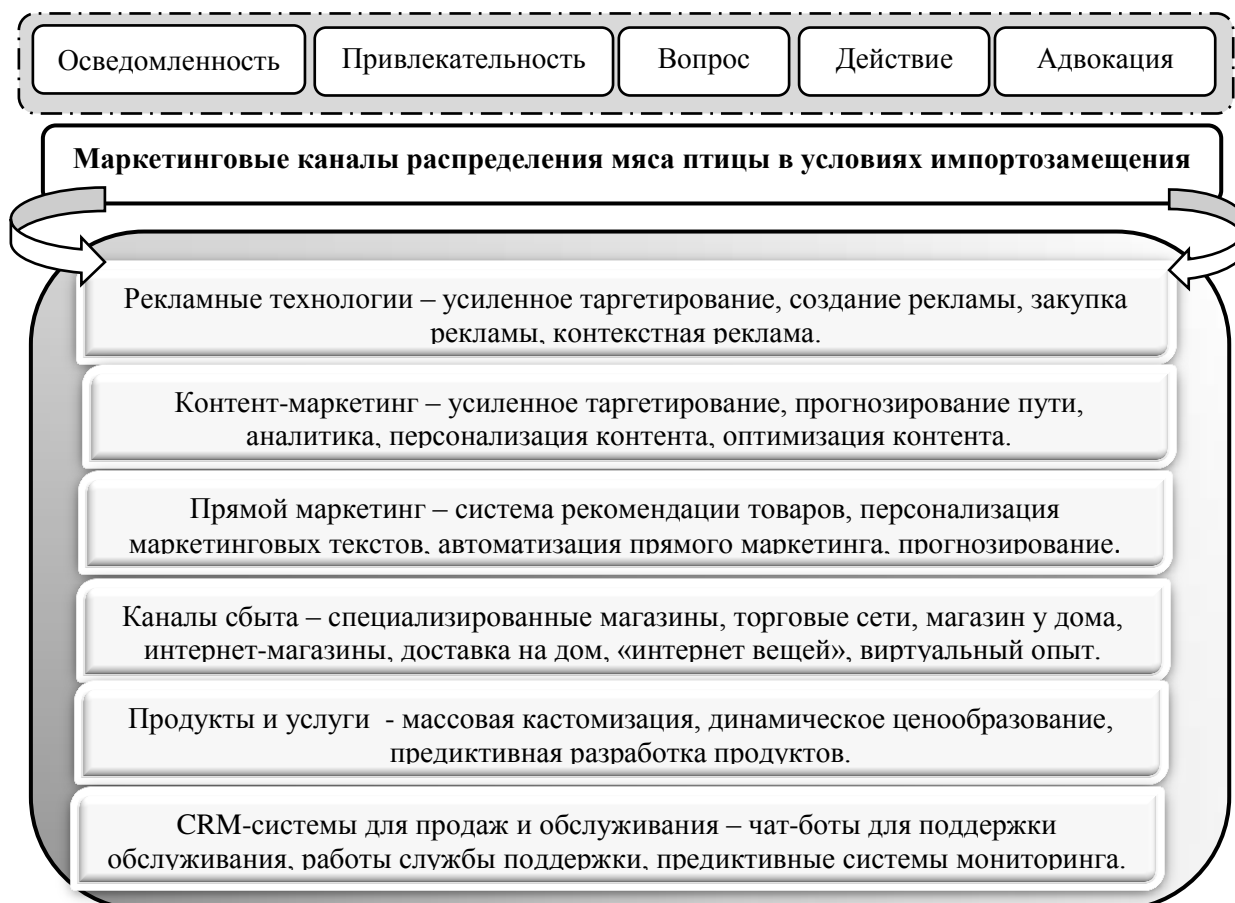 Осведомленность Привлекательность Вопрос Действие Адвокация
Маркетинговые каналы распределения мяса птицы в условиях импортозамещения
Рекламные технологии – усиленное таргетирование, создание рекламы, закупка
рекламы, контекстная реклама.
Контент-маркетинг – усиленное таргетирование, прогнозирование пути,
аналитика, персонализация контента, оптимизация контента.
Прямой маркетинг – система рекомендации товаров, персонализация
маркетинговых текстов, автоматизация прямого маркетинга, прогнозирование.
Каналы сбыта – специализированные магазины, торговые сети, магазин у дома,
интернет-магазины, доставка на дом, «интернет вещей», виртуальный опыт.
Продукты и услуги - массовая кастомизация, динамическое ценообразование,
предиктивная разработка продуктов.
CRM-системы для продаж и обслуживания – чат-боты для поддержки
обслуживания, работы службы поддержки, предиктивные системы мониторинга.